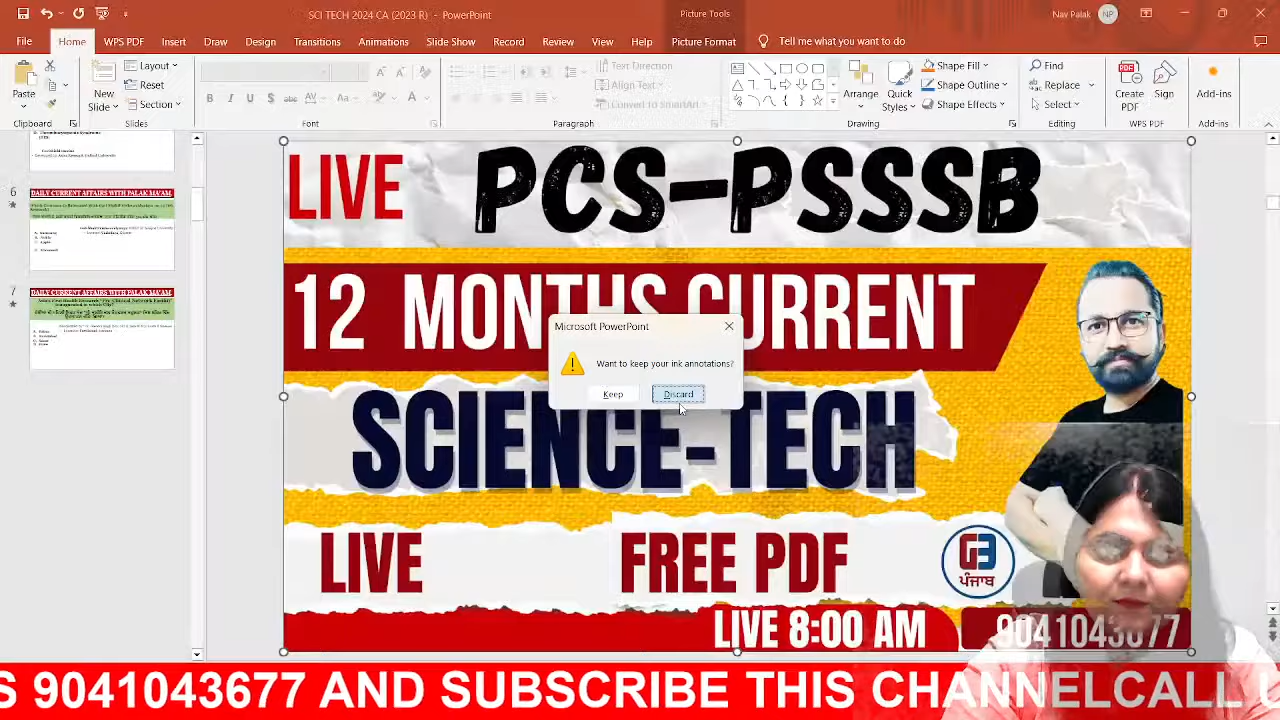 SCI TECH 2024 CA (2023 R) - PowerPoint
Picture Tools
Nav Palak
NP
File Home WPS PDF Insert Draw Design Transitions Animations Slide Show Record Review View Help Picture Format Tell me what you want to do
Paste
New Slide
Layout
Reset
Section
Text Direction
Align Text
Convert to SmartArt
Arrange
Quick Styles
Shape Fill
Shape Outline
Shape Effects
Find
Replace
Select
Create PDF
Sign
Add-ins
Clipboard
Slides
Font
Paragraph
Drawing
Editing
WPS PDF
Add-ins
6
DAILY CURRENT AFFAIRS WITH PALAK MA'AM
7
DAILY CURRENT AFFAIRS WITH PALAK MA'AM
LIVE PCS-PSSSB
12 MONTHS CURRENT
Microsoft PowerPoint
Want to keep your ink annotations?
Keep Discard
SCIENCE-TECH
LIVE FREE PDF
GB
ਪੰਜਾਬ
LIVE 8:00 AM 9041043677
S 9041043677 AND SUBSCRIBE THIS CHANNELCALL U